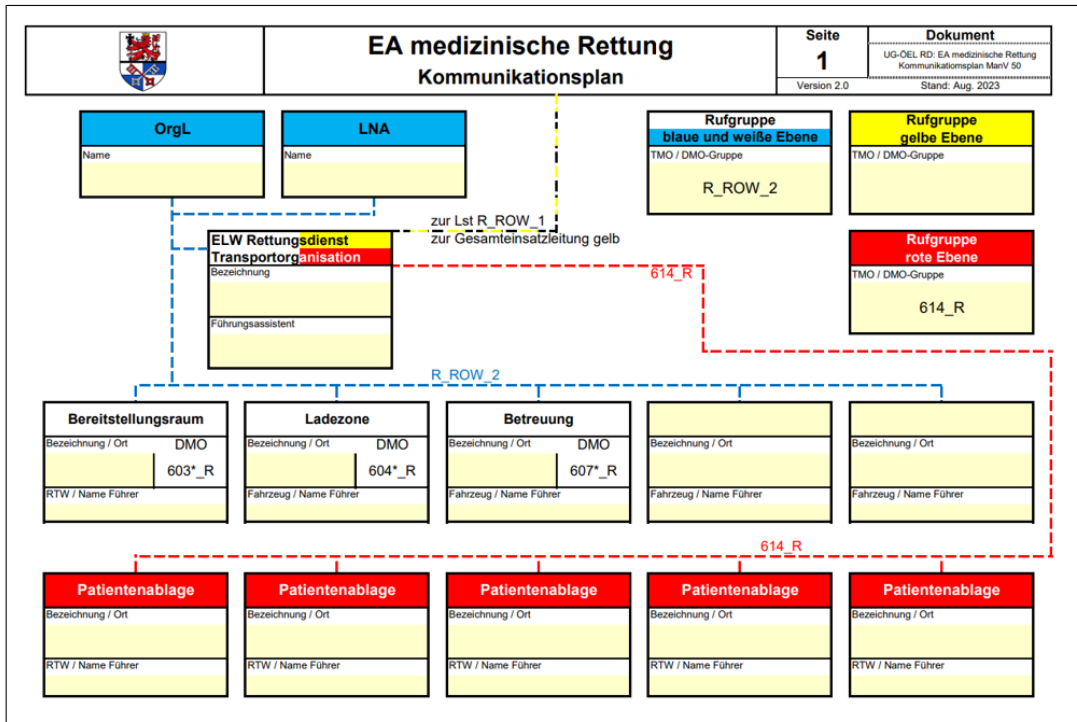 EA medizinische Rettung
Kommunikationsplan
Seite
1
Version 2.0
Dokument
UG-ÖEL RD: EA medizinische Rettung
Kommunikationsplan ManV 50
Stand: Aug. 2023
OrgL
Name
LNA
Name
Rufgruppe
blaue und weiße Ebene
TMO / DMO-Gruppe
R_ROW_2
Rufgruppe
gelbe Ebene
TMO / DMO-Gruppe
zur Lst R_ROW_1
zur Gesamteinsatzleitung gelb
ELW Rettungsdienst
Transportorganisation
Bezeichnung
Führungsassistent
614_R
Rufgruppe
rote Ebene
TMO / DMO-Gruppe
614_R
R_ROW_2
Bereitstellungsraum
Bezeichnung / Ort DMO
603*_R
RTW / Name Führer
Ladezone
Bezeichnung / Ort DMO
604*_R
Fahrzeug / Name Führer
Betreuung
Bezeichnung / Ort DMO
607*_R
Fahrzeug / Name Führer
Bezeichnung / Ort
Fahrzeug / Name Führer
Bezeichnung / Ort
Fahrzeug / Name Führer
614_R
Patientenablage
Bezeichnung / Ort
RTW / Name Führer
Patientenablage
Bezeichnung / Ort
RTW / Name Führer
Patientenablage
Bezeichnung / Ort
RTW / Name Führer
Patientenablage
Bezeichnung / Ort
RTW / Name Führer
Patientenablage
Bezeichnung / Ort
RTW / Name Führer